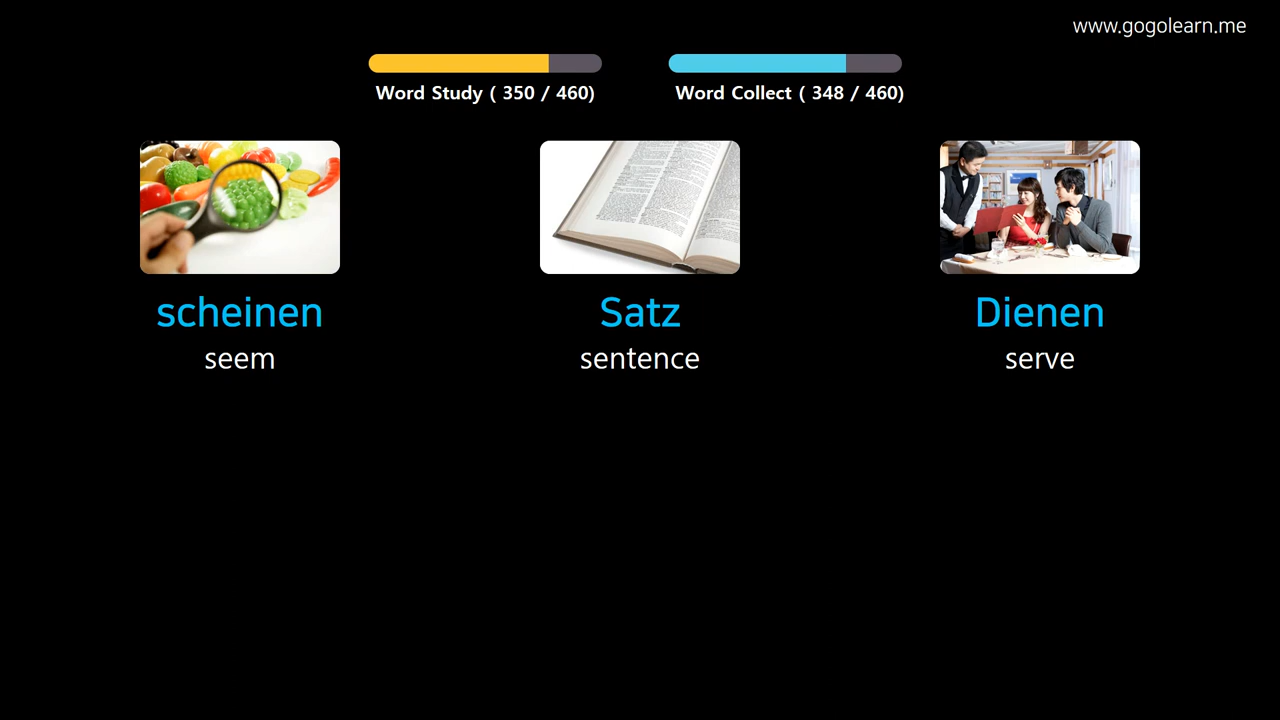 www.gogolearn.me
Word Study ( 350 / 460)
Word Collect ( 348 / 460)
scheinen
seem
Satz
sentence
Dienen
serve